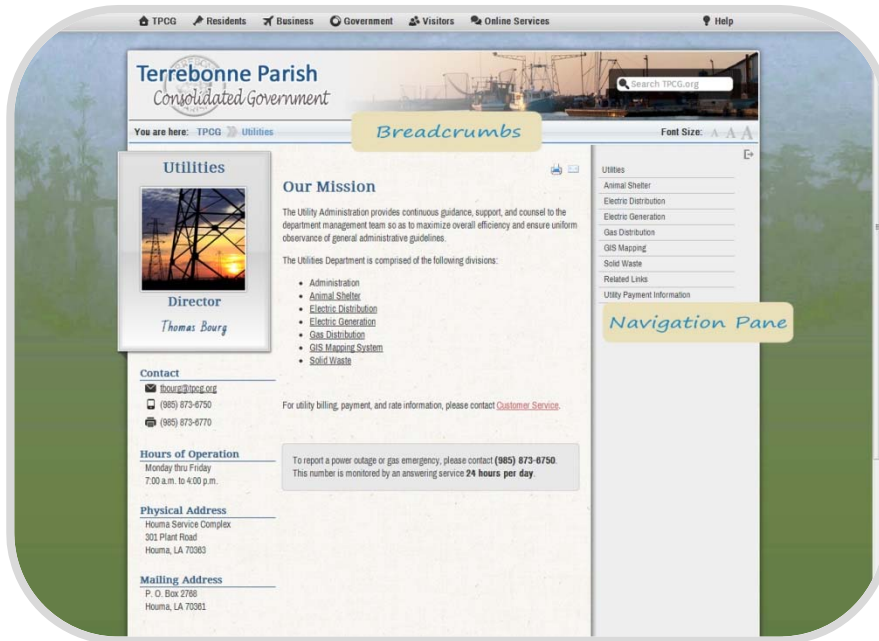 TPCG Residents Business Government Visitors Online Services Help
Terrebonne Parish
Consolidated Government
Search TPCG.org
You are here: TPCG Utilities
Breadcrumbs
Font Size: A A A
Utilities
Director
Thomas Bourg
Contact
tbourg@tpcg.org
(985) 873-6750
(985) 873-6770
Hours of Operation
Monday thru Friday
7:00 a.m. to 4:00 p.m.
Physical Address
Houma Service Complex
301 Plant Road
Houma, LA 70363
Mailing Address
P. O. Box 2768
Houma, LA 70361
Our Mission
The Utility Administration provides continuous guidance, support, and counsel to the
department management team so as to maximize overall efficiency and ensure uniform
observance of general administrative guidelines.
The Utilities Department is comprised of the following divisions:
Administration
Animal Shelter
Electric Distribution
Electric Generation
Gas Distribution
GIS Mapping System
Solid Waste
For utility billing, payment, and rate information, please contact Customer Service.
To report a power outage or gas emergency, please contact (985) 873-6750.
This number is monitored by an answering service 24 hours per day.
Utilities
Animal Shelter
Electric Distribution
Electric Generation
Gas Distribution
GIS Mapping
Solid Waste
Related Links
Utility Payment Information
Navigation Pane